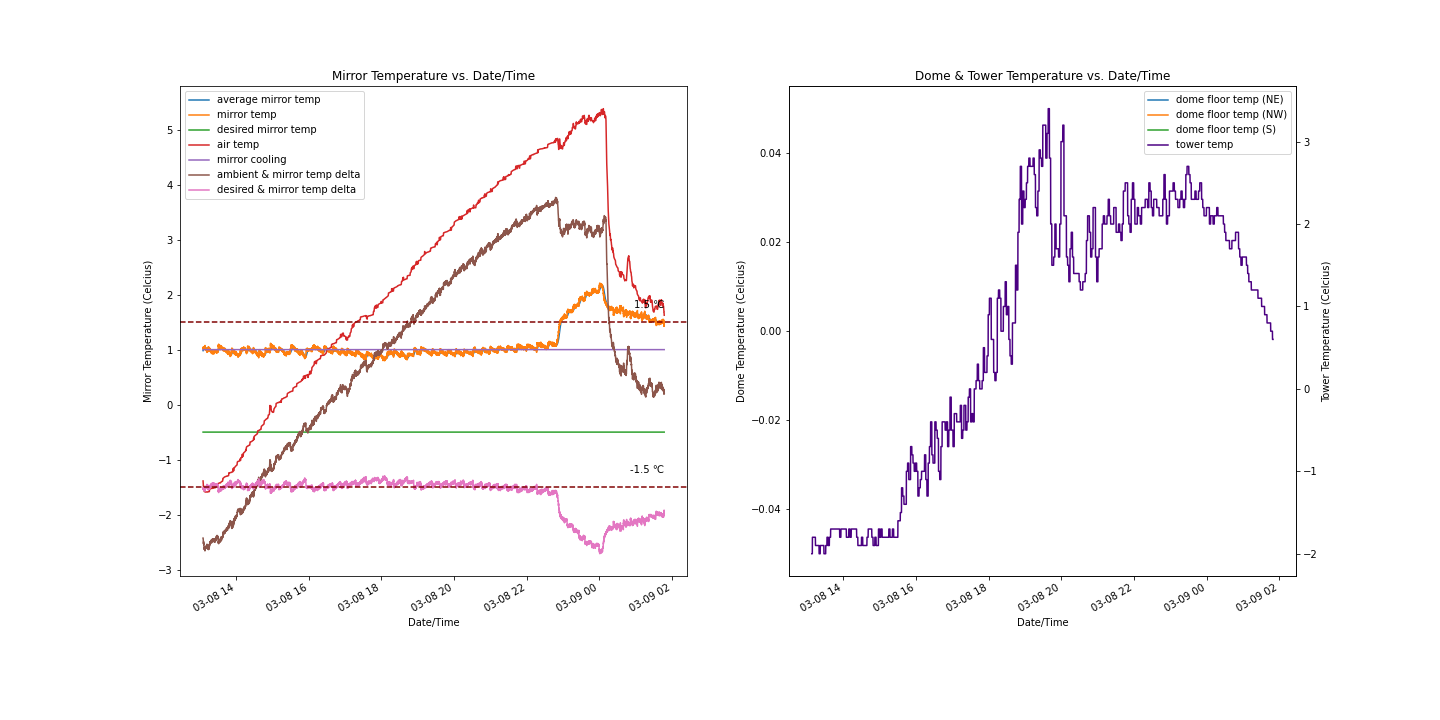 Mirror Temperature vs. Date/Time
average mirror temp
mirror temp
desired mirror temp
air temp
mirror cooling
ambient & mirror temp delta
desired & mirror temp delta
Mirror Temperature (Celcius)
5
4
3
2
1
0
−1
−2
−3
1.5 ℃
-1.5 ℃
03-08 14
03-08 16
03-08 18
03-08 20
03-08 22
03-09 00
03-09 02
Date/Time
Dome & Tower Temperature vs. Date/Time
dome floor temp (NE)
dome floor temp (NW)
dome floor temp (S)
tower temp
Dome Temperature (Celcius)
0.04
0.02
0.00
−0.02
−0.04
3
2
1
0
−1
−2
Tower Temperature (Celcius)
03-08 14
03-08 16
03-08 18
03-08 20
03-08 22
03-09 00
03-09 02
Date/Time